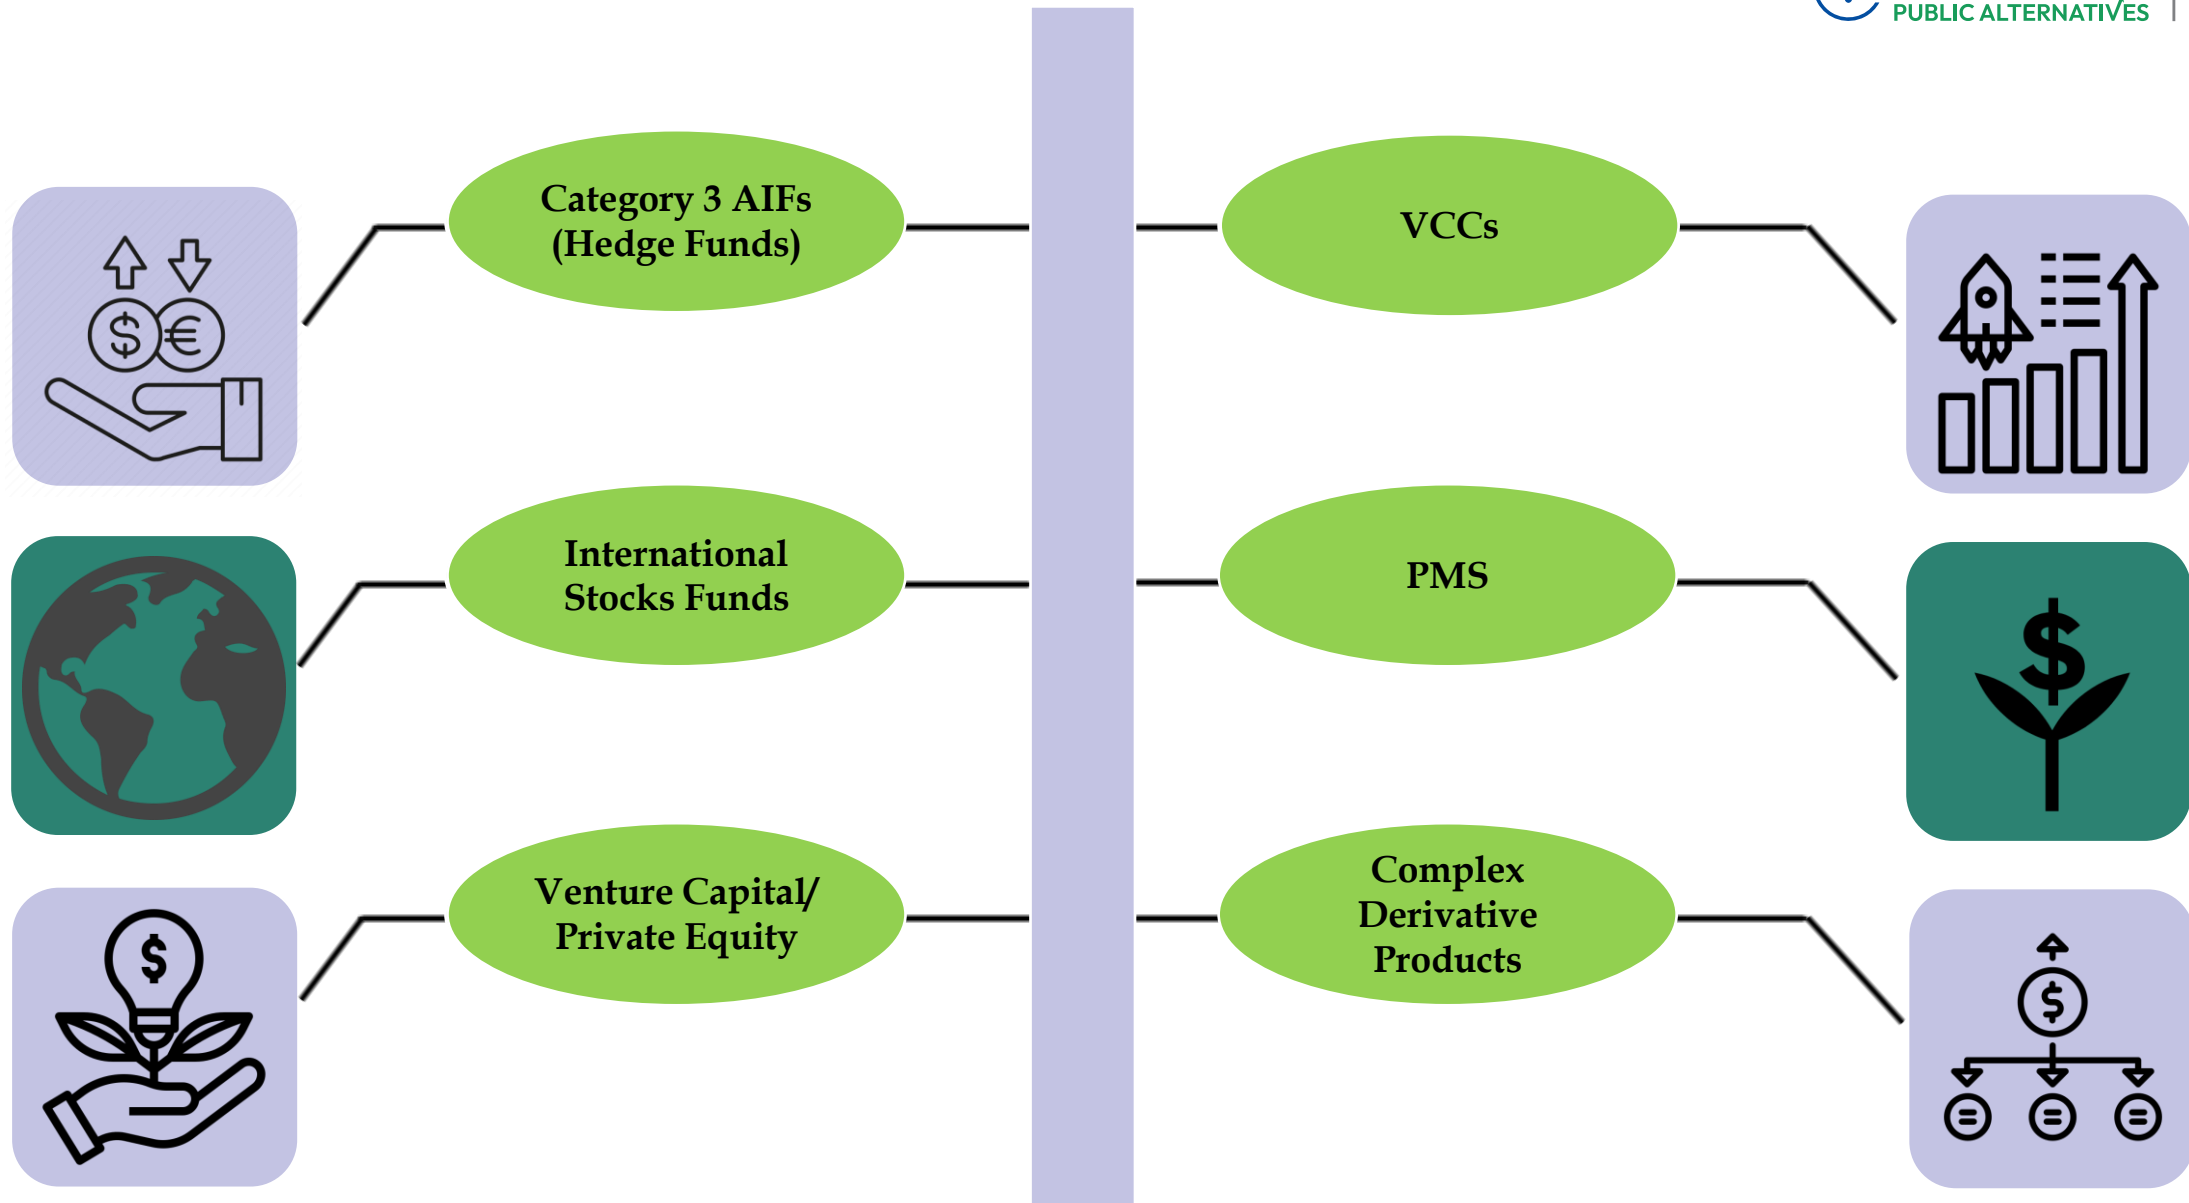 PUBLIC ALTERNATIVES
Category 3 AIFs
(Hedge Funds)
VCCs
International
Stocks Funds
PMS
Venture Capital/
Private Equity
Complex
Derivative
Products